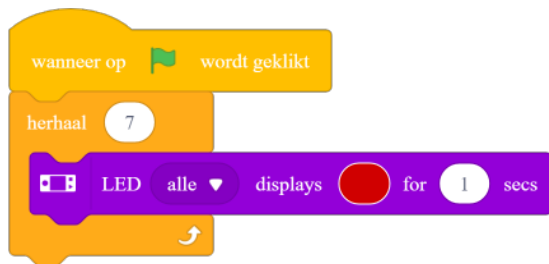 wanneer op wordt geklikt
herhaal 7
LED alle displays for 1 secs